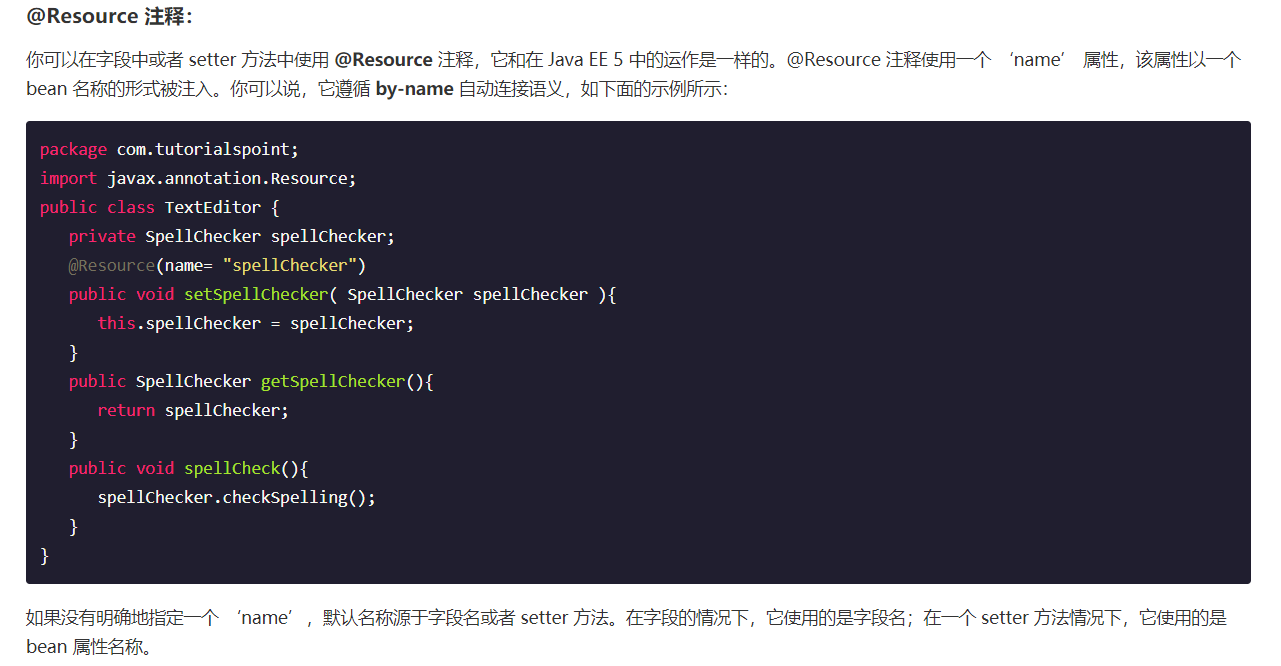 @Resource 注释：
你可以在字段中或者 setter 方法中使用 @Resource 注释，它和在 Java EE 5 中的运作是一样的。@Resource 注释使用一个 ‘name’ 属性，该属性以一个
bean 名称的形式被注入。你可以说，它遵循 by-name 自动连接语义，如下面的示例所示：
package com.tutorialspoint;
import javax.annotation.Resource;
public class TextEditor {
   private SpellChecker spellChecker;
   @Resource(name= "spellChecker")
   public void setSpellChecker( SpellChecker spellChecker ){
      this.spellChecker = spellChecker;
   }
   public SpellChecker getSpellChecker(){
      return spellChecker;
   }
   public void spellCheck(){
      spellChecker.checkSpelling();
   }
}
如果没有明确地指定一个 ‘name’，默认名称源于字段名或者 setter 方法。在字段的情况下，它使用的是字段名；在一个 setter 方法情况下，它使用的是
bean 属性名称。